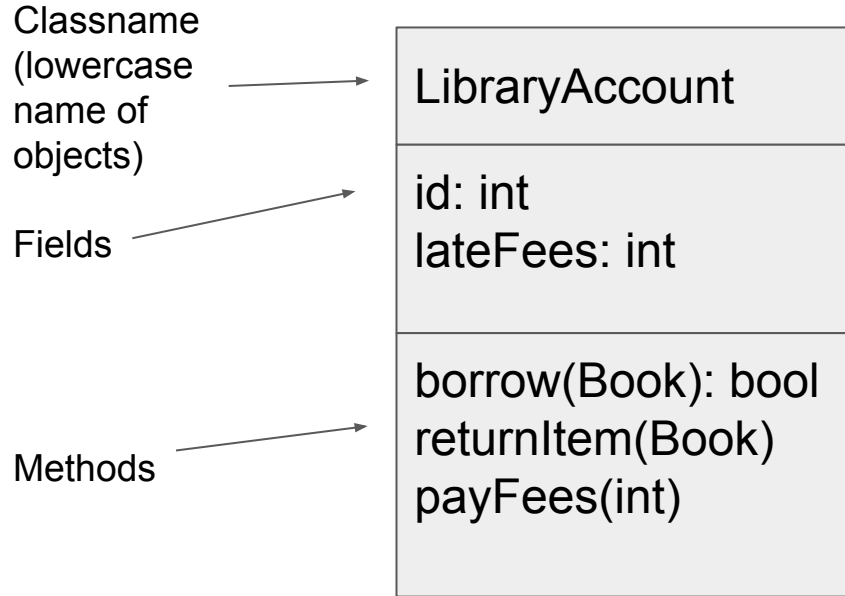 Classname
(lowercase
name of
objects)
LibraryAccount
Fields
id: int
lateFees: int
Methods
borrow(Book): bool
returnItem(Book)
payFees(int)